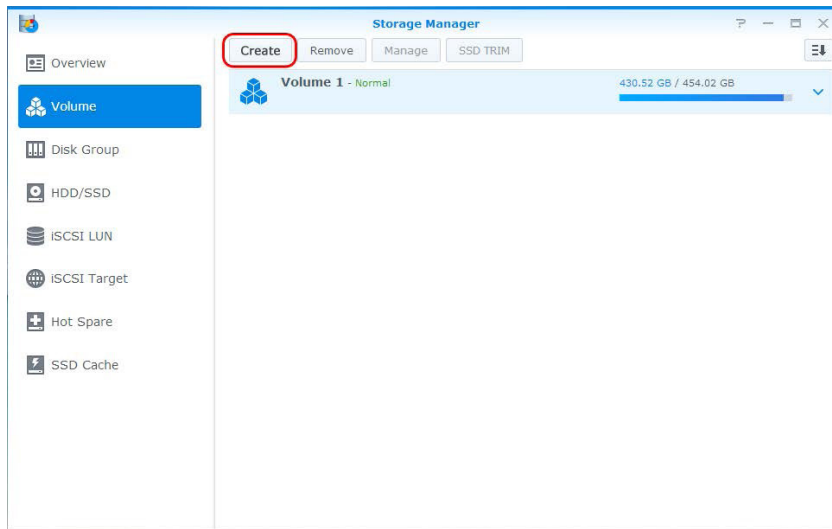 Storage Manager
Create Remove Manage SSD TRIM
Overview
Volume
Disk Group
HDD/SSD
iSCSI LUN
iSCSI Target
Hot Spare
SSD Cache
Volume 1 - Normal
430.52 GB / 454.02 GB